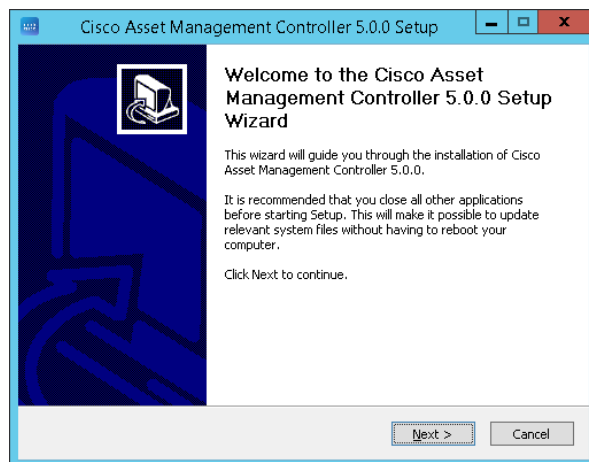 Cisco Asset Management Controller 5.0.0 Setup
Welcome to the Cisco Asset
Management Controller 5.0.0 Setup
Wizard
This wizard will guide you through the installation of Cisco
Asset Management Controller 5.0.0.
It is recommended that you close all other applications
before starting Setup. This will make it possible to update
relevant system files without having to reboot your
computer.
Click Next to continue.
Next >
Cancel